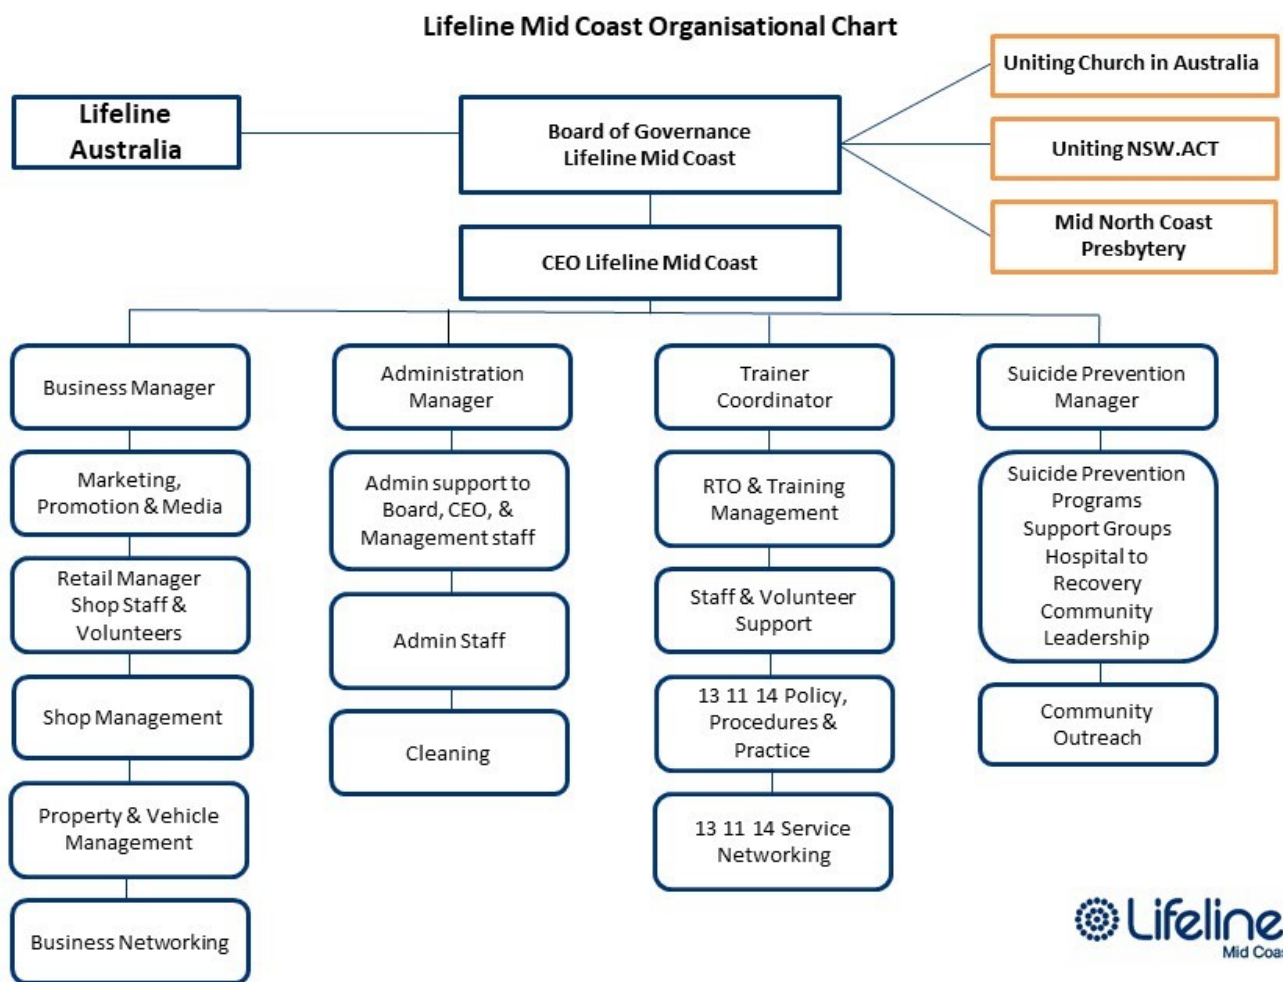 Lifeline Mid Coast Organisational Chart
Lifeline
Australia
Board of Governance
Lifeline Mid Coast
Uniting Church in Australia
Uniting NSW.ACT
Mid North Coast
Presbytery
CEO Lifeline Mid Coast
Business Manager
Marketing,
Promotion & Media
Retail Manager
Shop Staff &
Volunteers
Shop Management
Property & Vehicle
Management
Business Networking
Administration
Manager
Admin support to
Board, CEO, &
Management staff
Admin Staff
Cleaning
Trainer
Coordinator
RTO & Training
Management
Staff & Volunteer
Support
13 11 14 Policy,
Procedures &
Practice
13 11 14 Service
Networking
Suicide Prevention
Manager
Suicide Prevention
Programs
Support Groups
Hospital to
Recovery
Community
Leadership
Community
Outreach
Lifeline
Mid Coas